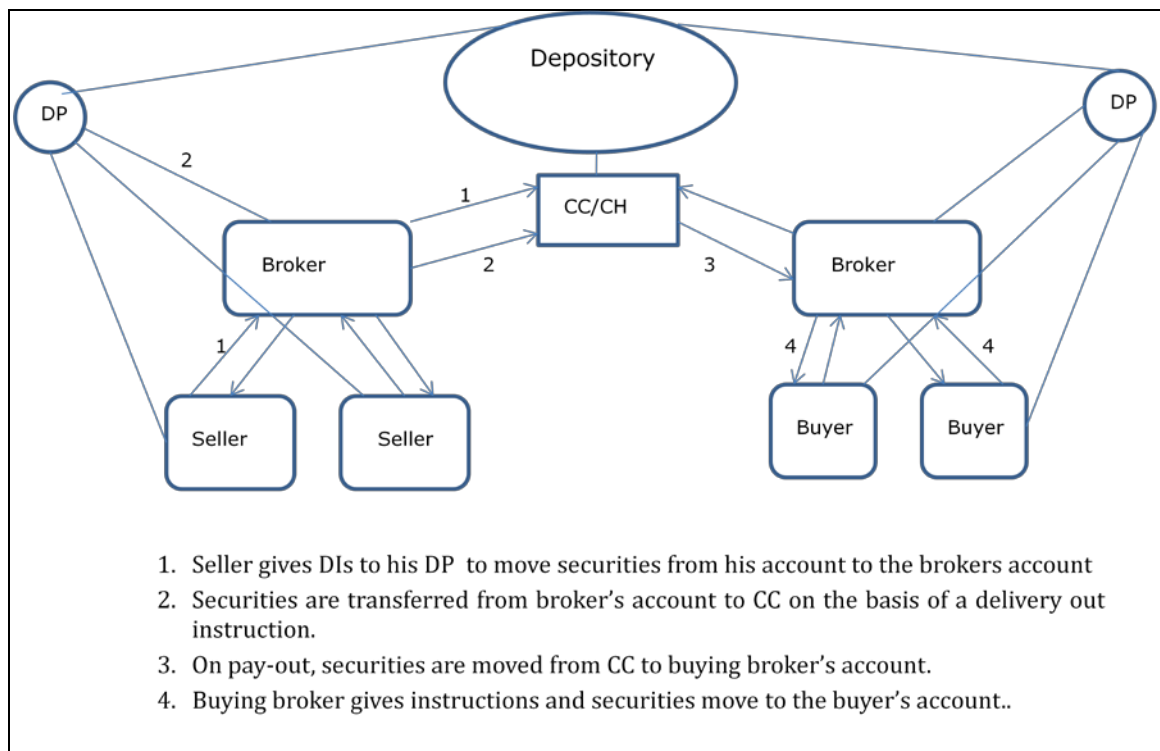 Depository
DP
DP
2
1
CC/CH
Broker
2
3
Broker
1
4
4
Seller
Seller
Buyer
Buyer
1. Seller gives DIs to his DP to move securities from his account to the brokers account
2. Securities are transferred from broker's account to CC on the basis of a delivery out
instruction.
3. On pay-out, securities are moved from CC to buying broker's account.
4. Buying broker gives instructions and securities move to the buyer's account..